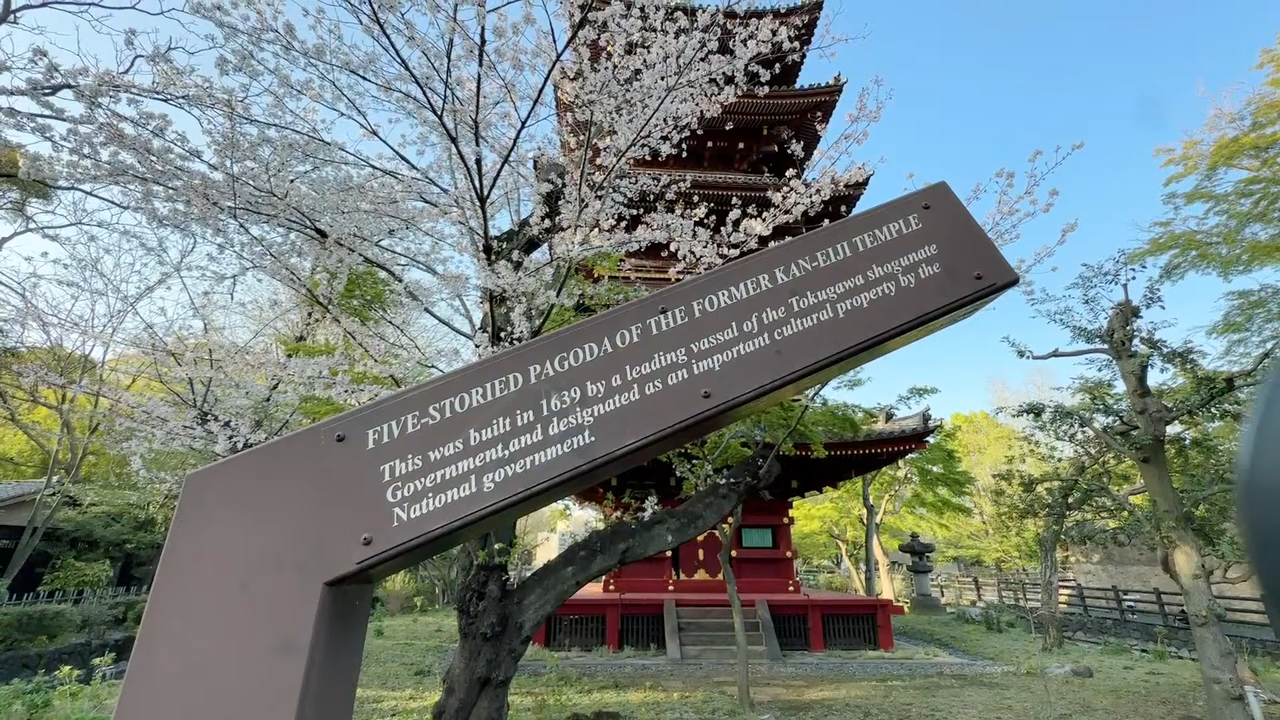 FIVE-STORIED PAGODA OF THE FORMER KAN-EIJI TEMPLE
This was built in 1639 by a leading vassal of the Tokugawa shogunate
Government,and designated as an important cultural property by the
National government.